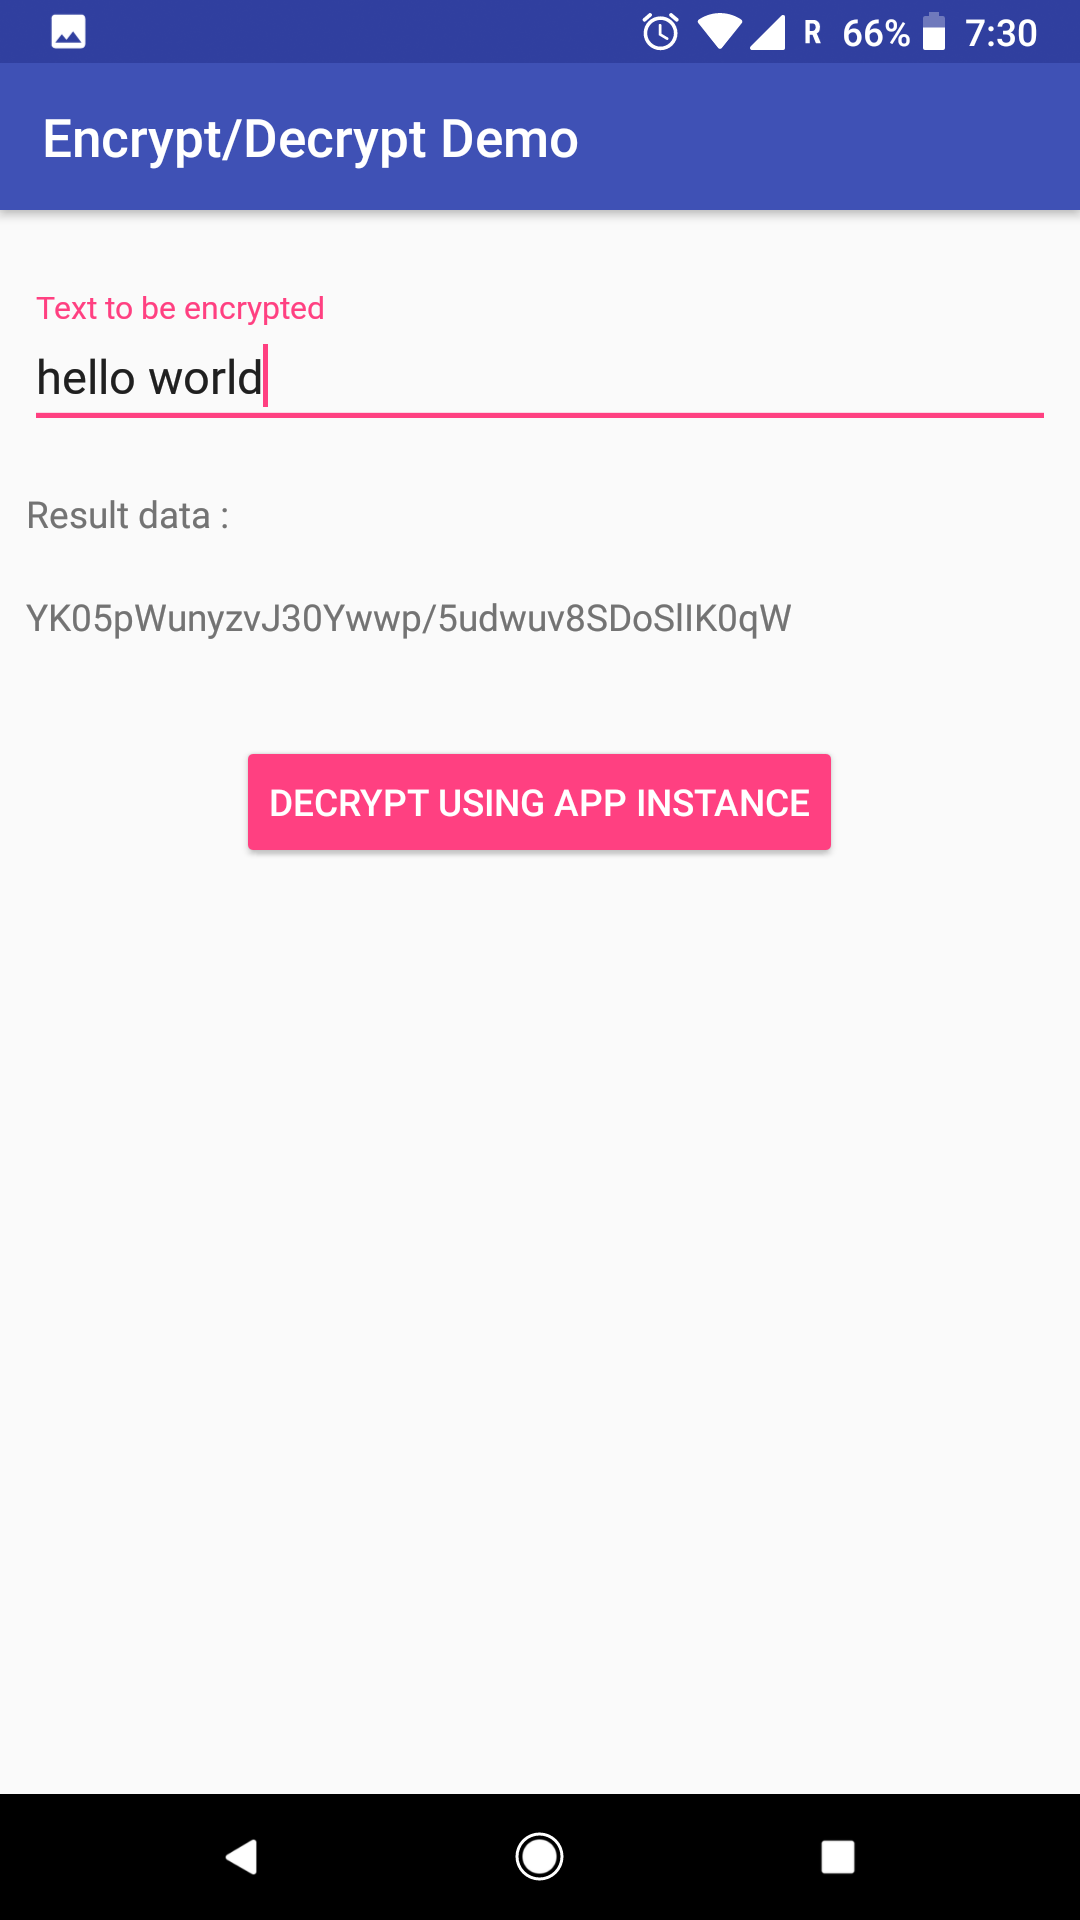 R 66% 7:30
Encrypt/Decrypt Demo
Text to be encrypted
hello world
Result data :
YK05pWunyzvJ30Ywwp/5udwuv8SDoSlIK0qW
DECRYPT USING APP INSTANCE